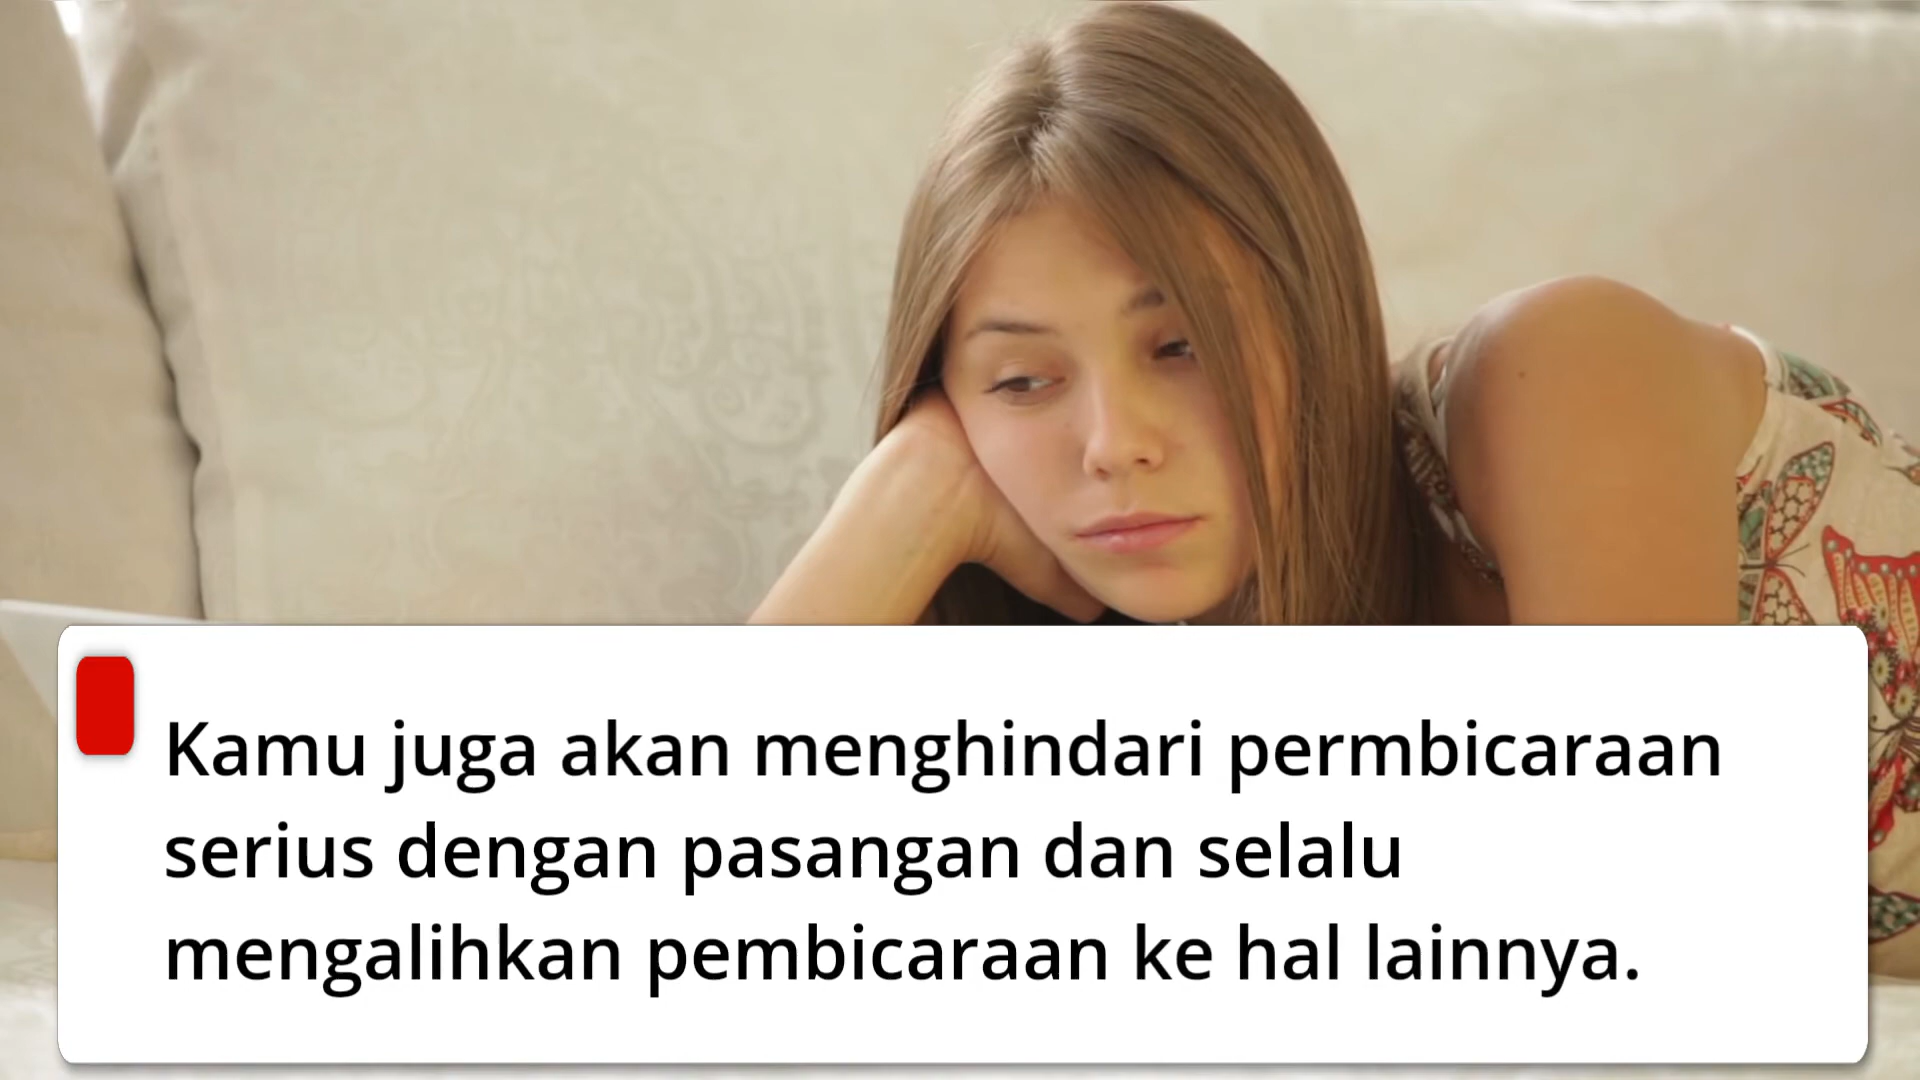 Kamu juga akan menghindari permbicaraan
serius dengan pasangan dan selalu
mengalihkan pembicaraan ke hal lainnya.